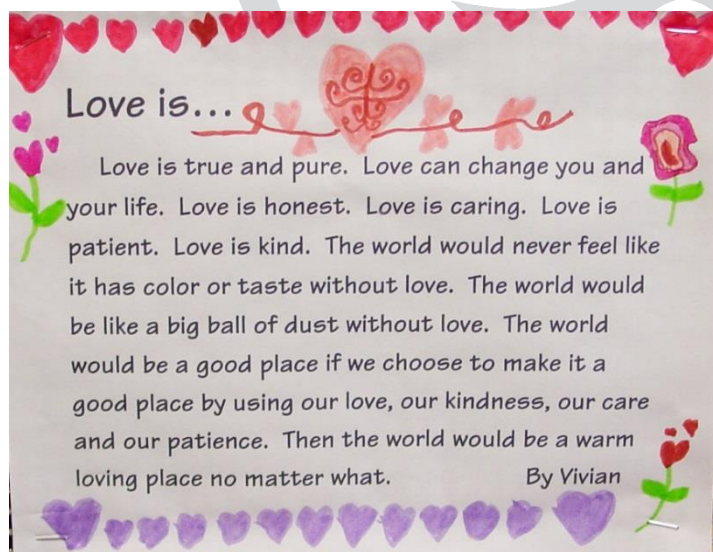 Love is...
Love is true and pure. Love can change you and
your life. Love is honest. Love is caring. Love is
patient. Love is kind. The world would never feel like
it has color or taste without love. The world would
be like a big ball of dust without love. The world
would be a good place if we choose to make it a
good place by using our love, our kindness, our care
and our patience. Then the world would be a warm
loving place no matter what. By Vivian